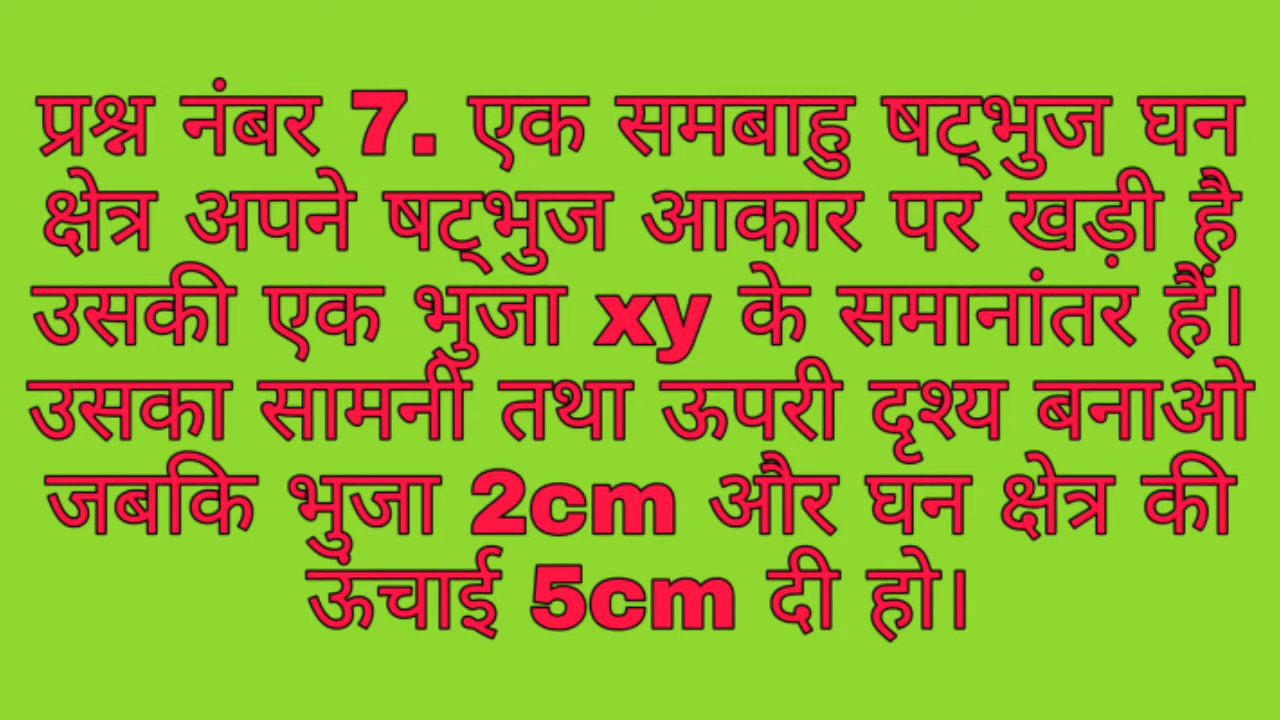 प्रश्न नंबर 7. एक समबाहु षट्भुज घन
क्षेत्र अपने षट्भुज आकार पर खड़ी है
उसकी एक भुजा xy के समानांतर हैं।
उसका सामनी तथा ऊपरी दृश्य बनाओ
जबकि भुजा 2cm और घन क्षेत्र की
ऊंचाई 5cm दी हो।